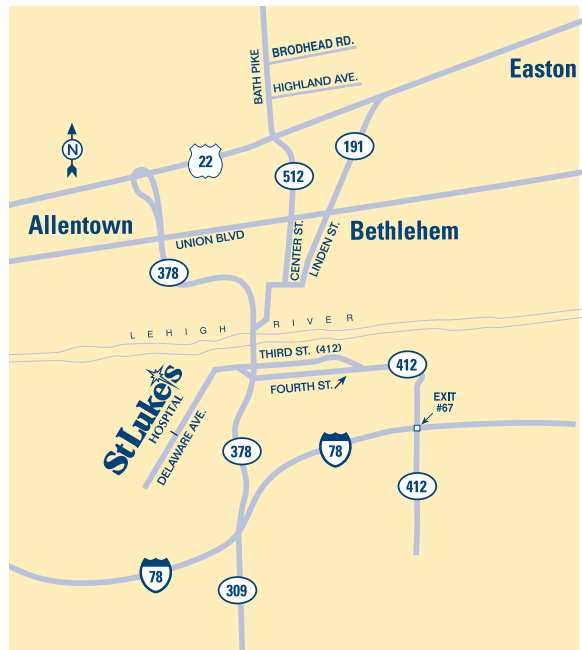 BRODHEAD RD.
BATH PIKE
HIGHLAND AVE.
Easton
N
22
191
512
Allentown
UNION BLVD
Bethlehem
CENTER ST.
LINDEN ST.
378
LEHIGH RIVER
THIRD ST. (412)
412
FOURTH ST.
EXIT
#67
St Luke's
HOSPITAL
DELAWARE AVE.
378
78
412
78
309